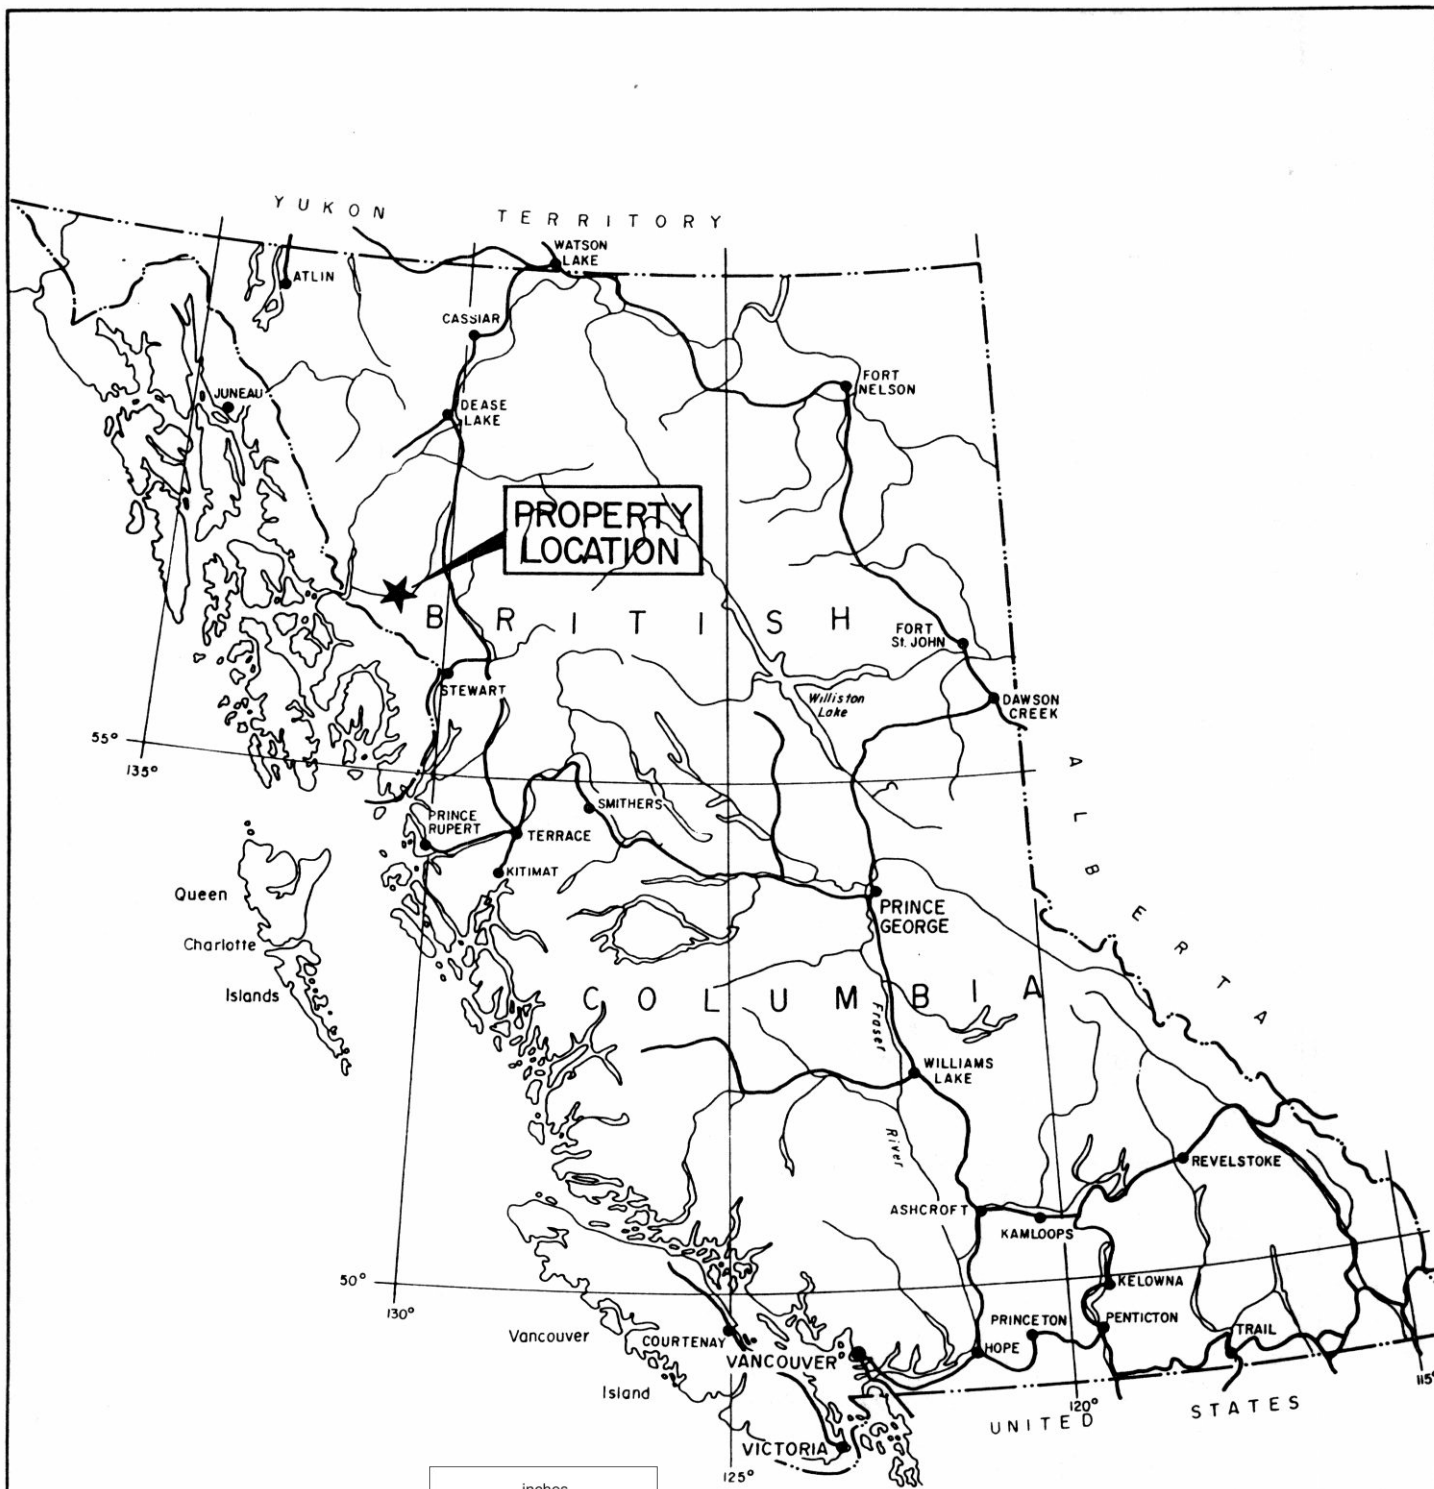 YUKON TERRITORY
WATSON
LAKE
ATLIN
CASSIAR
FORT
NELSON
JUNEAU
DEASE
LAKE
PROPERTY
LOCATION
BRITISH
FORT
St. JOHN
STEWART
Williston
Lake
DAWSON
CREEK
55°
135°
ALBERTA
PRINCE
RUPERT
SMITHERS
TERRACE
KITIMAT
Queen
Charlotte
Islands
PRINCE
GEORGE
COLUMBIA
Fraser
River
WILLIAMS
LAKE
REVELSTOKE
ASHCROFT
KAMLOOPS
50°
130°
KELOWNA
Vancouver
Island
COURTENAY
PRINCETON
PENTICTON
TRAIL
VANCOUVER
HOPE
115°
120°
UNITED STATES
VICTORIA
125°
inches